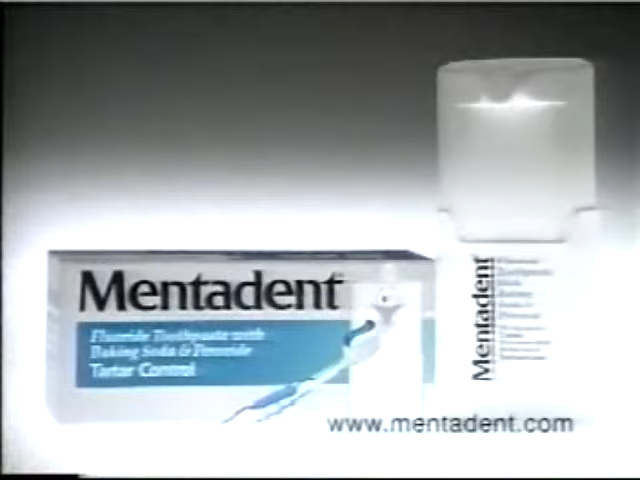 Mentadent
Fluoride Toothpaste with
Baking Soda & Peroxide
Tartar Control
Mentadent
www.mentadent.com